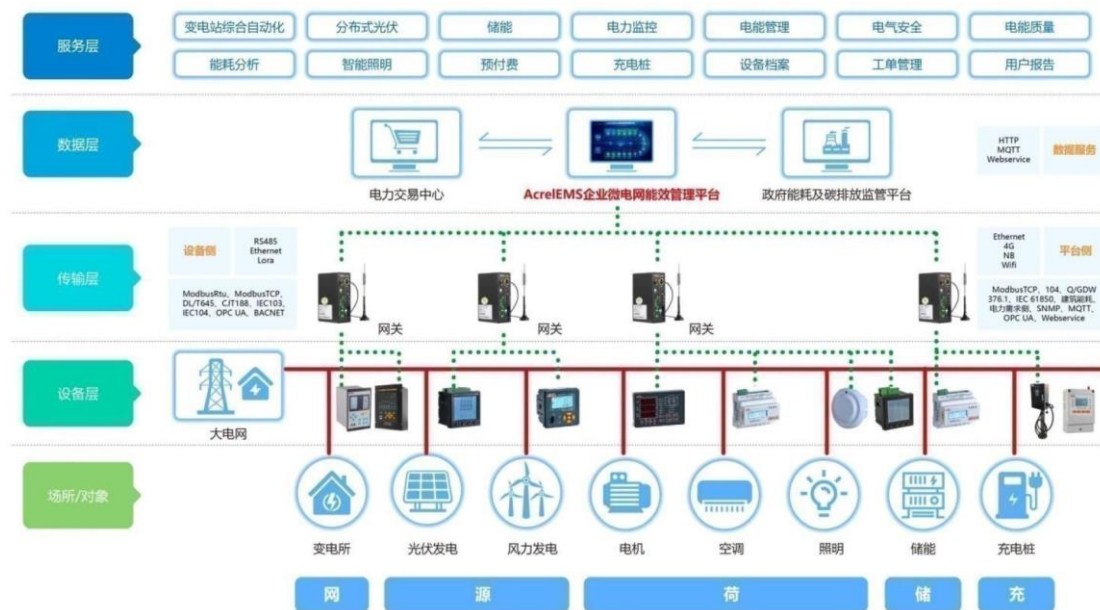 服务层
变电站综合自动化
分布式光伏
储能
电力监控
电能管理
电气安全
电能质量
能耗分析
智能照明
预付费
充电桩
设备档案
工单管理
用户报告
数据层
电力交易中心
AcrelEMS企业微电网能效管理平台
政府能耗及碳排放监管平台
HTTP
MQTT
Webservice
数据服务
传输层
设备侧
RS485
Ethernet
Lora
ModbusRtu、ModbusTCP、
DL/T645、CJT188、IEC103、
IEC104、OPC UA、BACNET
网关
网关
网关
Ethernet
4G
NB
Wifi
平台侧
ModbusTCP、104、Q/GDW
376.1、IEC 61850、建筑能耗、
电力需求侧、SNMP、MQTT、
OPC UA、Webservice
设备层
大电网
场所/对象
变电所
光伏发电
风力发电
电机
空调
照明
储能
充电桩
网
源
荷
储
充